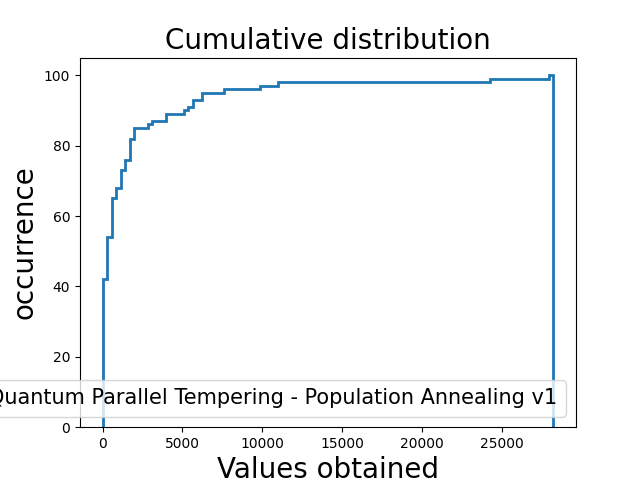 Cumulative distribution
100
80
60
40
20
0
occurrence
Parallel Tempering - Population Annealing v1
0 5000 10000 15000 20000 25000
Values obtained